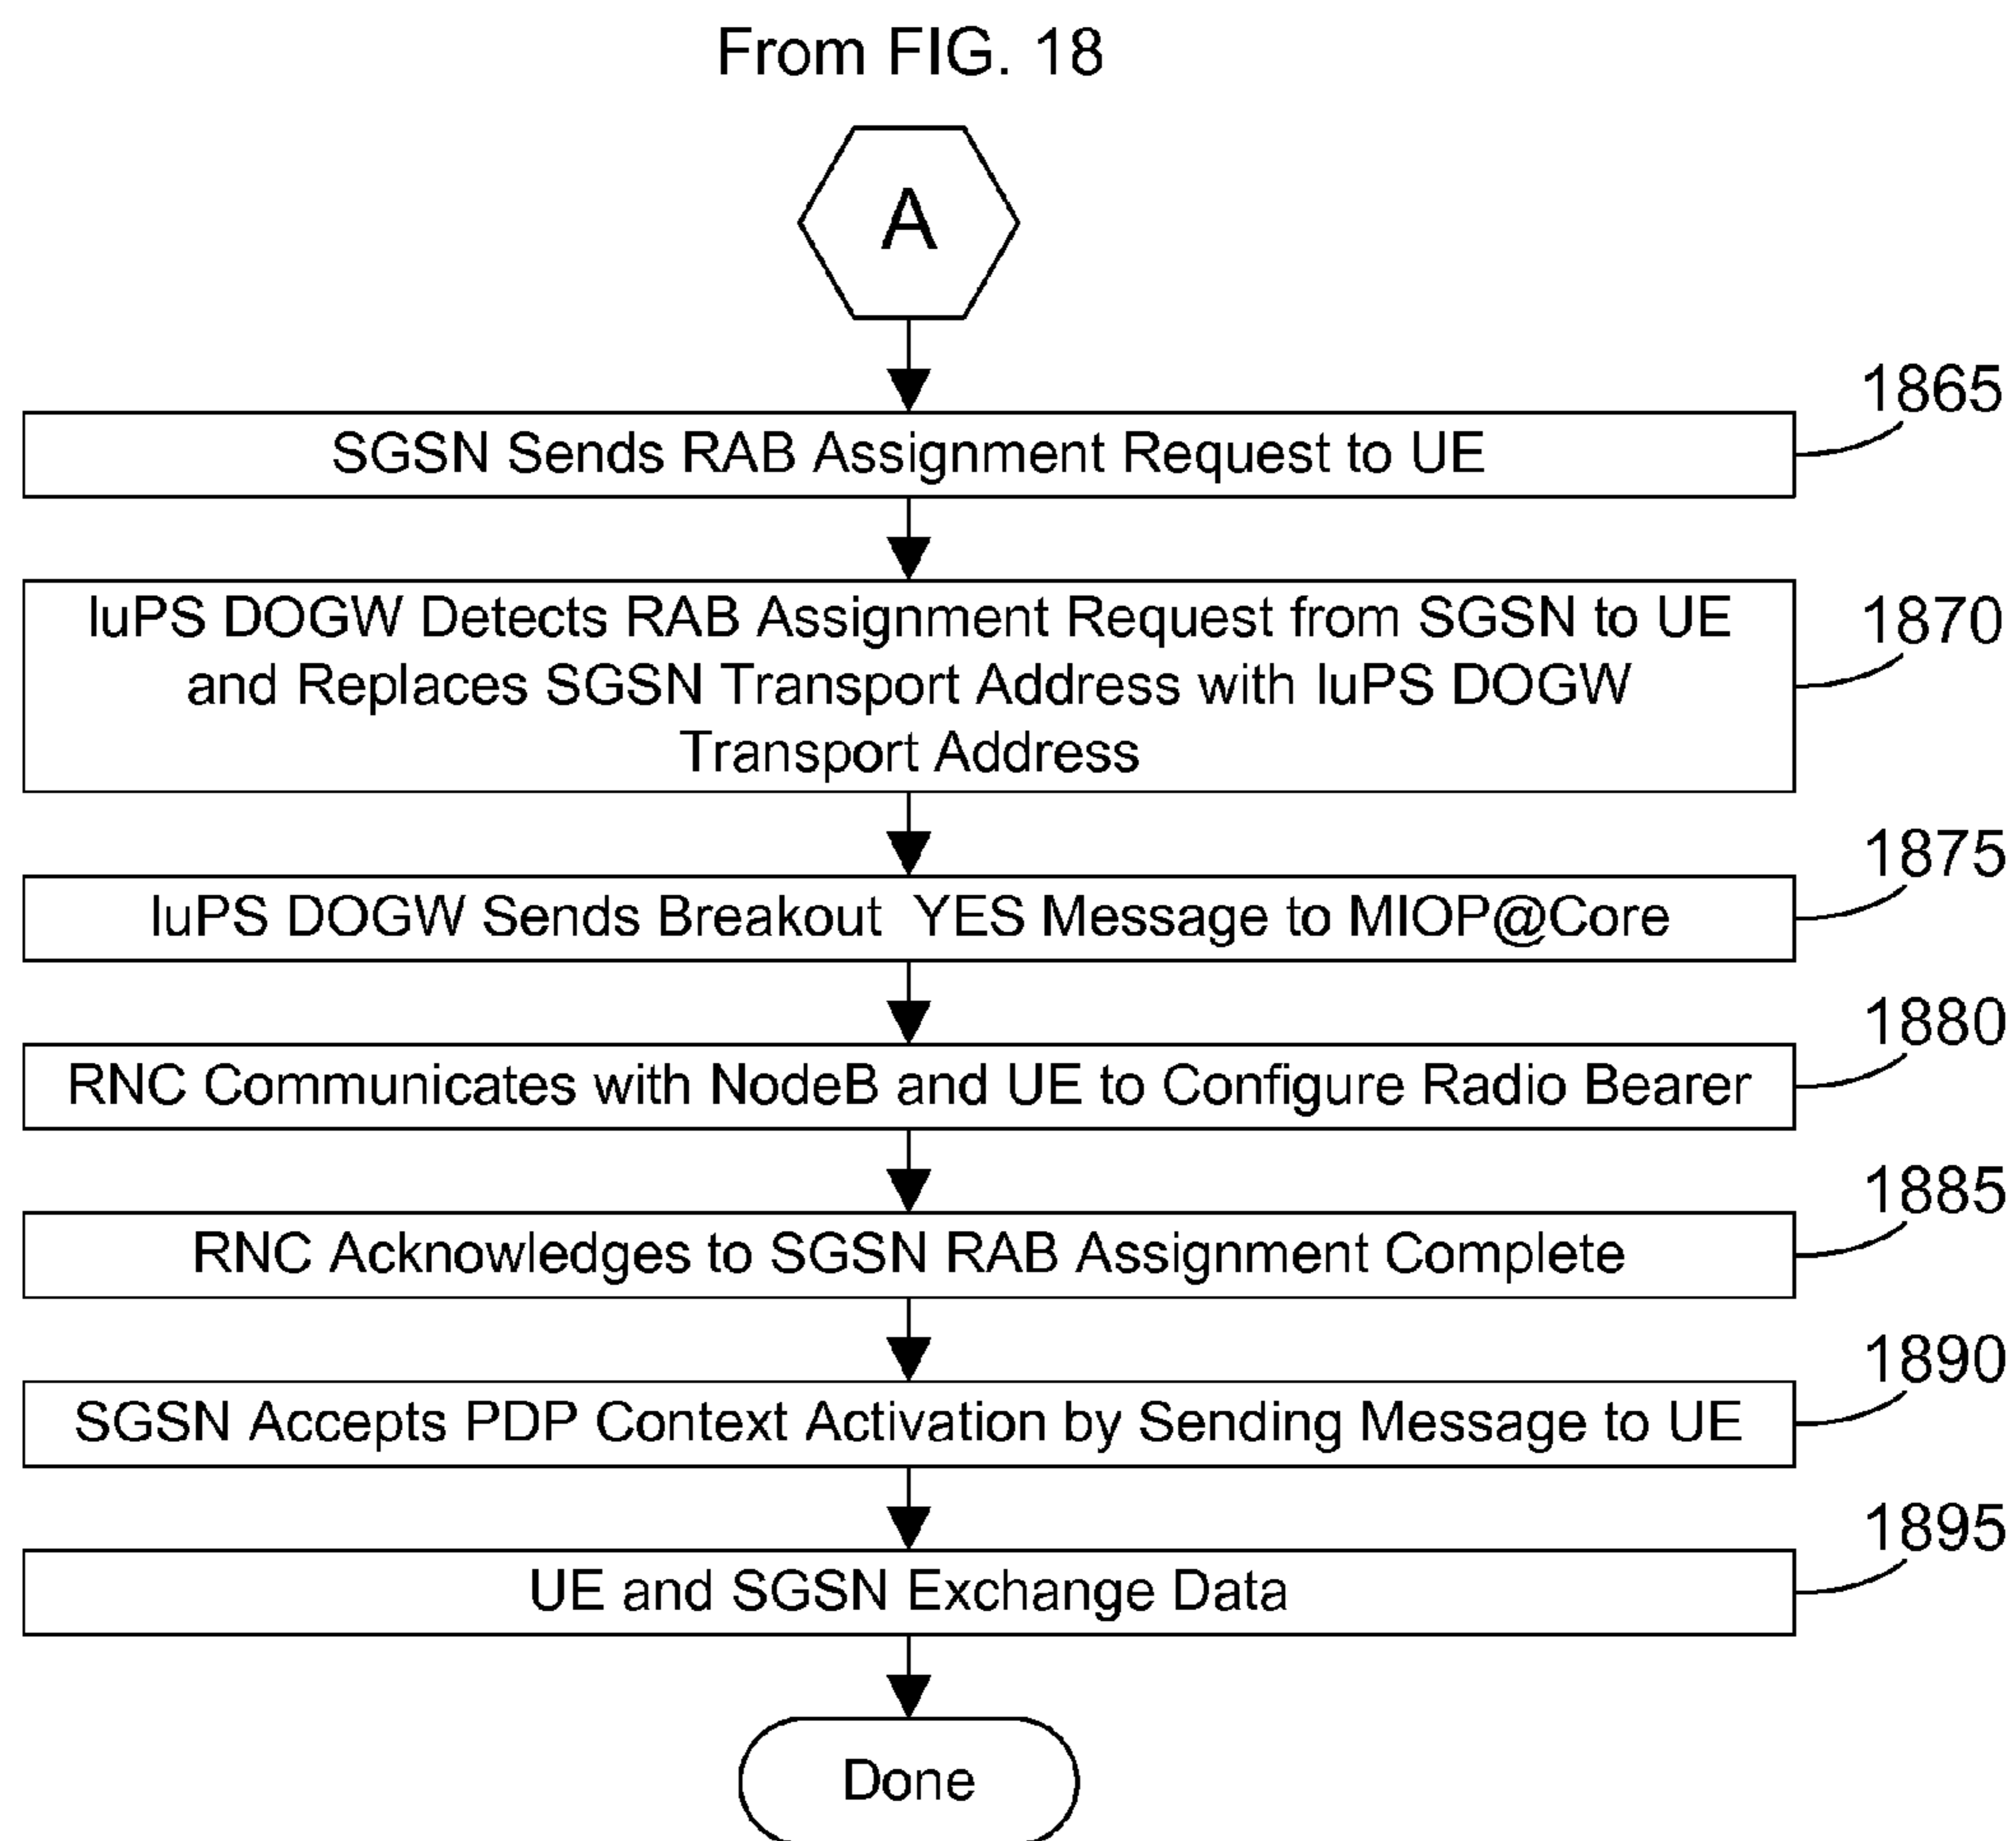 From FIG. 18
A
1865
SGSN Sends RAB Assignment Request to UE
1870
IuPS DOGW Detects RAB Assignment Request from SGSN to UE
and Replaces SGSN Transport Address with IuPS DOGW
Transport Address
1875
IuPS DOGW Sends Breakout  YES Message to MIOP@Core
1880
RNC Communicates with NodeB and UE to Configure Radio Bearer
1885
RNC Acknowledges to SGSN RAB Assignment Complete
1890
SGSN Accepts PDP Context Activation by Sending Message to UE
1895
UE and SGSN Exchange Data
Done